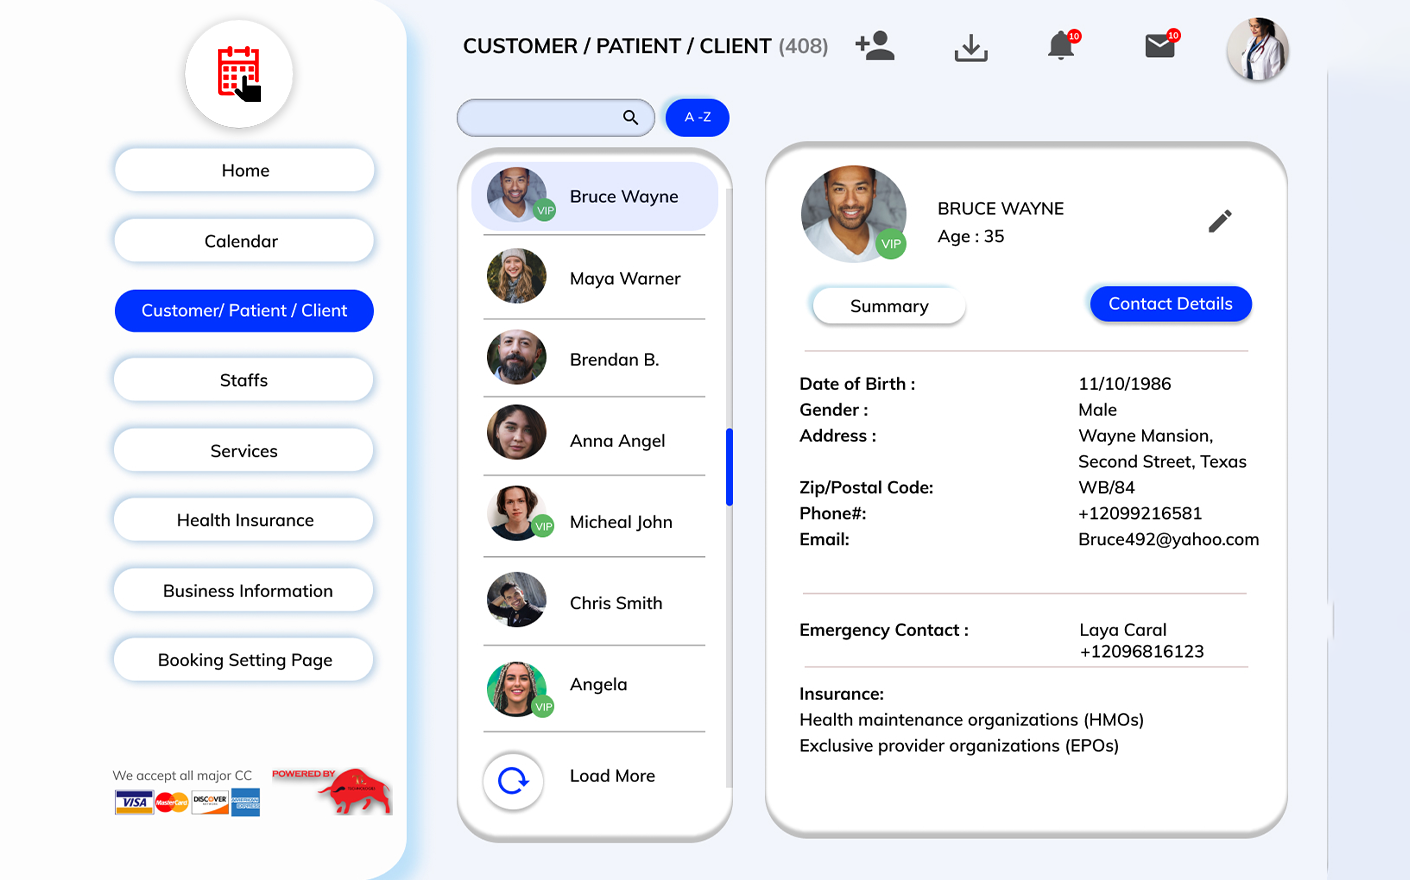 CUSTOMER / PATIENT / CLIENT (408)
10
10
A -Z
Home
Calendar
Customer/ Patient / Client
Staffs
Services
Health Insurance
Business Information
Booking Setting Page
We accept all major CC
POWERED BY
VISA
MasterCard
DISCOVER
AMERICAN EXPRESS
Bruce Wayne
VIP
Maya Warner
Brendan B.
Anna Angel
Micheal John
VIP
Chris Smith
Angela
VIP
Load More
VIP
BRUCE WAYNE
Age : 35
Summary
Contact Details
Date of Birth : 11/10/1986
Gender : Male
Address : Wayne Mansion,
Second Street, Texas
Zip/Postal Code: WB/84
Phone#: +12099216581
Email: Bruce492@yahoo.com
Emergency Contact : Laya Caral
+12096816123
Insurance:
Health maintenance organizations (HMOs)
Exclusive provider organizations (EPOs)